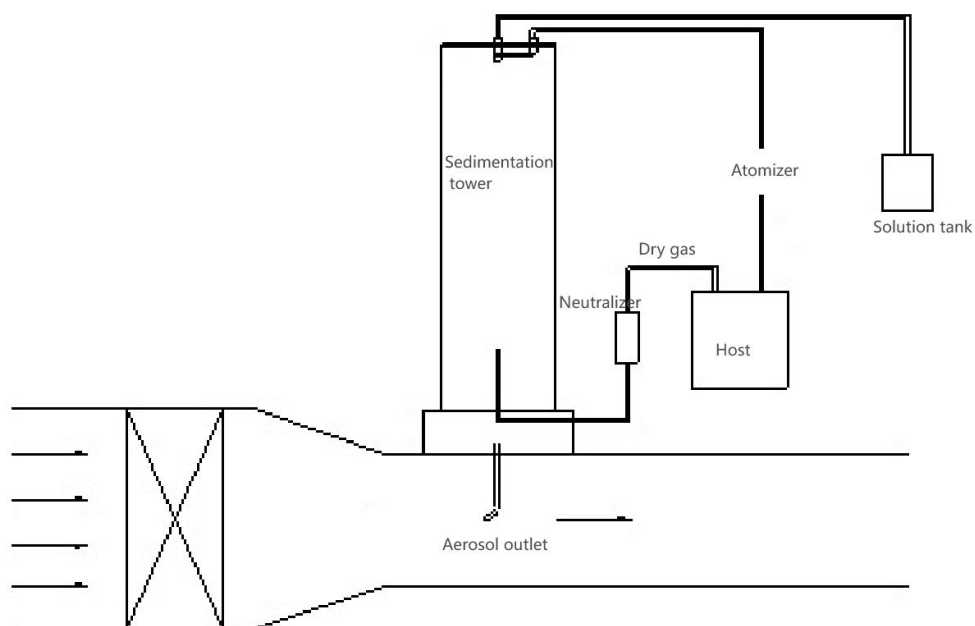 Sedimentation
tower
Atomizer
Solution tank
Dry gas
Neutralizer
Host
Aerosol outlet